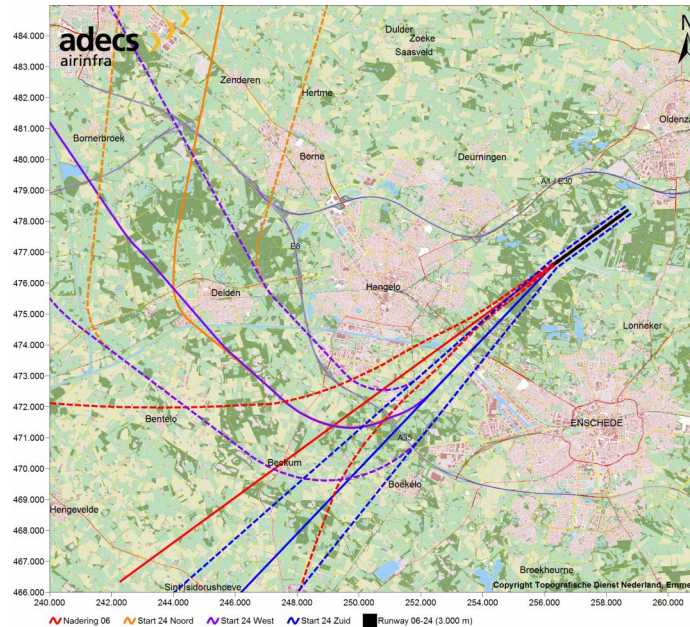 adecs
airinfra
N
484.000
483.000
482.000
481.000
480.000
479.000
478.000
477.000
476.000
475.000
474.000
473.000
472.000
471.000
470.000
469.000
468.000
467.000
466.000
Dulder
Zoeke
Saasveld
Zenderen
Hertme
Oldenza
Bornerbroek
Borne
Deurningen
A1 / E30
E8
Hengelo
Delden
Lonneker
Bentelo
ENSCHEDE
A35
Beckum
Boekelo
Hengevelde
Broekheurne
Sint Isidorushoeve
Copyright Topografische Dienst Nederland, Emme
240.000 242.000 244.000 246.000 248.000 250.000 252.000 254.000 256.000 258.000 260.000
Nadering 06 Start 24 Noord Start 24 West Start 24 Zuid Runway 06-24 (3.000 m)